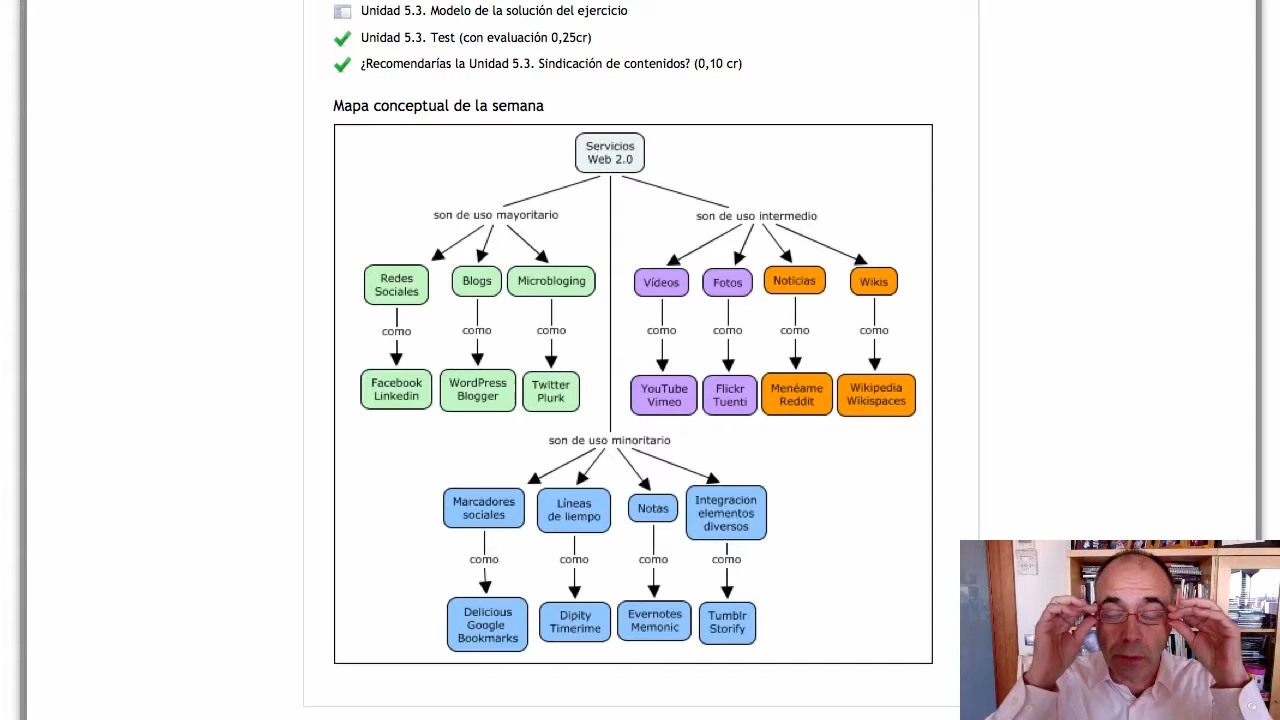 Unidad 5.3. Modelo de la solución del ejercicio
Unidad 5.3. Test (con evaluación 0,25cr)
¿Recomendarías la Unidad 5.3. Sindicación de contenidos? (0,10 cr)
Mapa conceptual de la semana
Servicios
Web 2.0
son de uso mayoritario
son de uso intermedio
Redes
Sociales
Blogs
Microbloging
Vídeos
Fotos
Noticias
Wikis
como
como
como
como
como
como
como
Facebook
Linkedin
WordPress
Blogger
Twitter
Plurk
YouTube
Vimeo
Flickr
Tuenti
Menéame
Reddit
Wikipedia
Wikispaces
son de uso minoritario
Marcadores
sociales
Líneas
de tiempo
Notas
Integracion
elementos
diversos
como
como
como
como
Delicious
Google
Bookmarks
Dipity
Timerime
Evernotes
Memonic
Tumblr
Storify